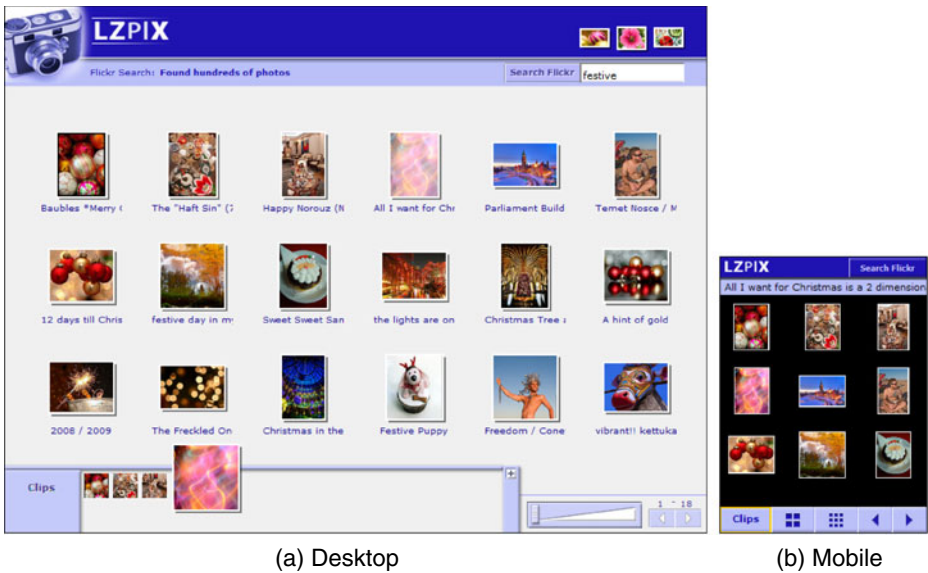 LZPIX
Flickr Search: Found hundreds of photos
Search Flickr
festive
Baubles *Merry
The "Haft Sin" (
Happy Norouz (N
All I want for Chr
Parliament Build
Temet Nosce / M
12 days till Chris
festive day in my
Sweet Sweet San
the lights are on
Christmas Tree
A hint of gold
2008 / 2009
The Freckled On
Christmas in the
Festive Puppy
Freedom / Cone
vibrant!! kettuka
Clips
1 - 18
(a) Desktop
LZPIX
Search Flickr
All I want for Christmas is a 2 dimension
Clips
(b) Mobile